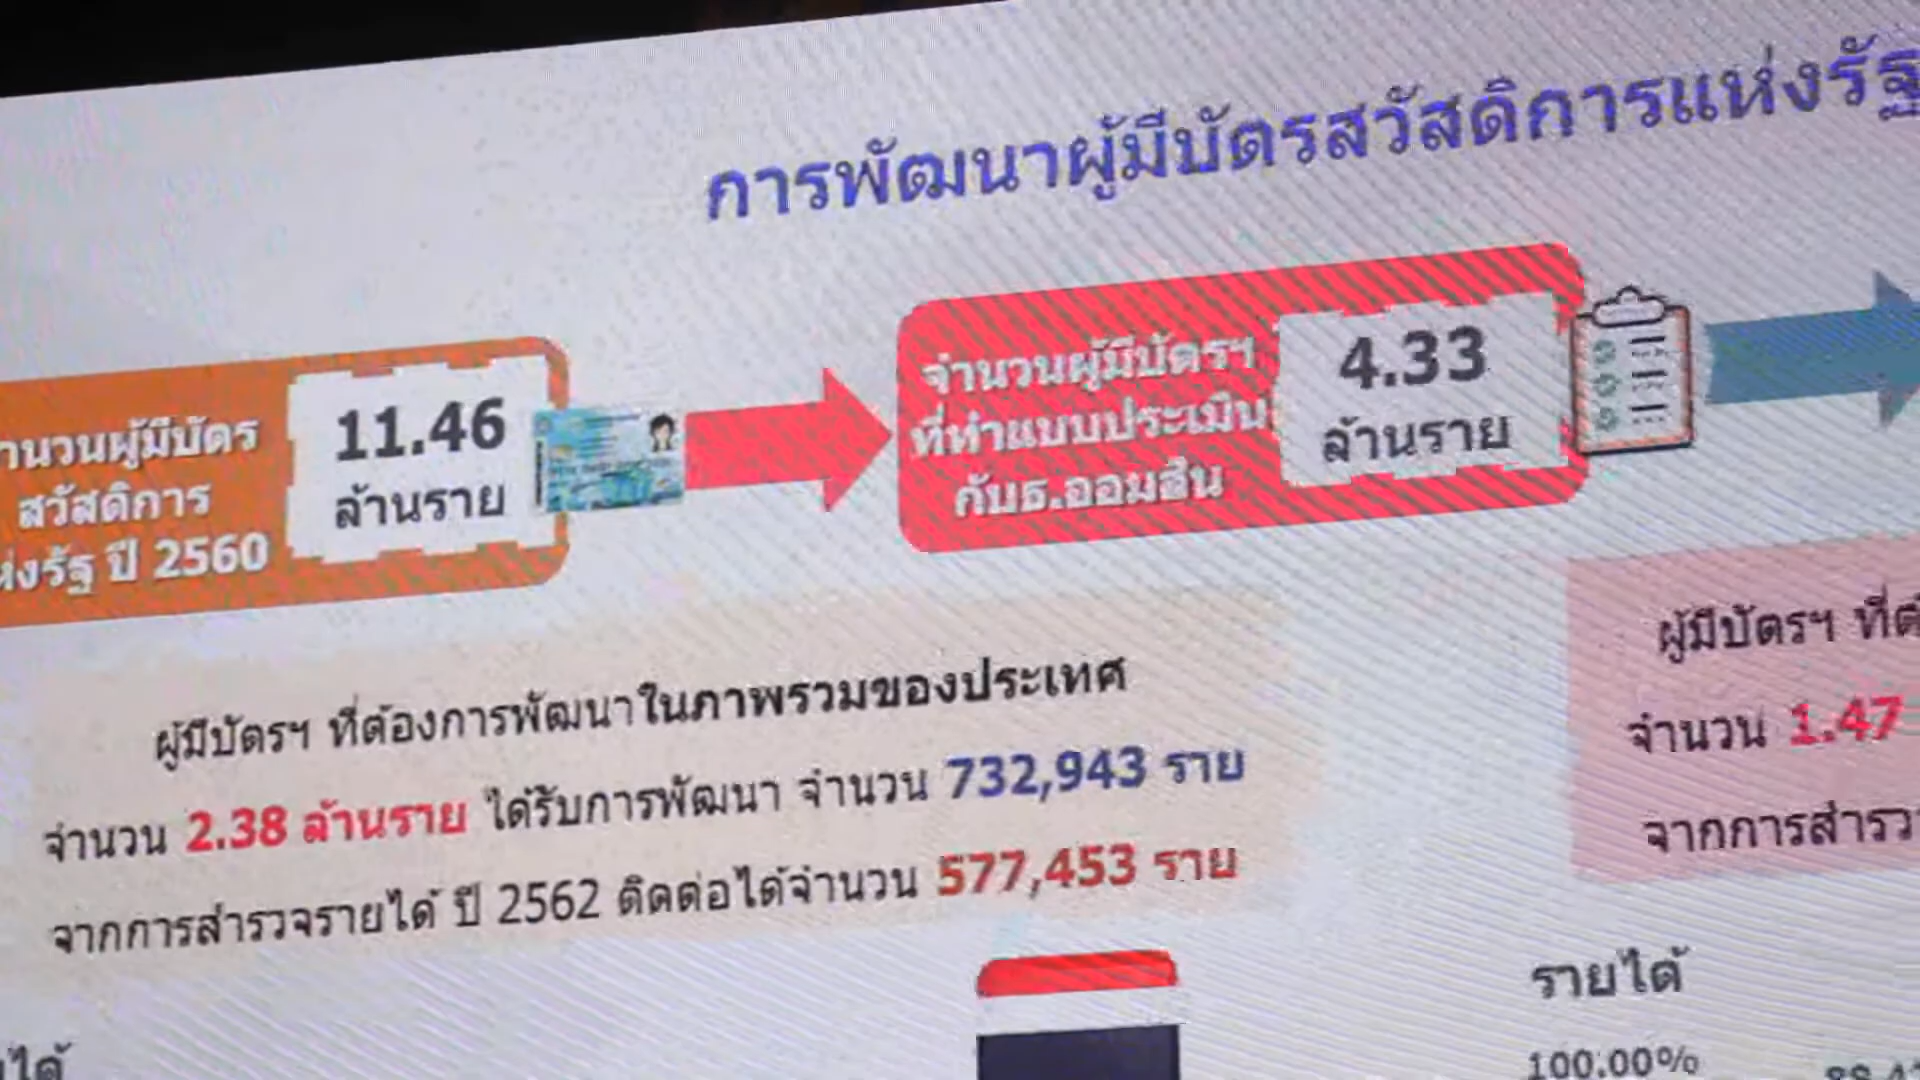 การพัฒนาผู้มีบัตรสวัสดิการแห่งรัฐ
จำนวนผู้มีบัตร
สวัสดิการ
แห่งรัฐ ปี 2560
11.46
ล้านราย
จำนวนผู้มีบัตรฯ
ที่ทำแบบประเมิน
กับธ.ออมสิน
4.33
ล้านราย
ผู้มีบัตรฯ ที่ต้องการพัฒนาในภาพรวมของประเทศ
จำนวน 2.38 ล้านราย ได้รับการพัฒนา จำนวน 732,943 ราย
จากการสำรวจรายได้ ปี 2562 ติดต่อได้จำนวน 577,453 ราย
ผู้มีบัตรฯ
จำนวน 1.47
จากการสำรว
รายได้
100.00%